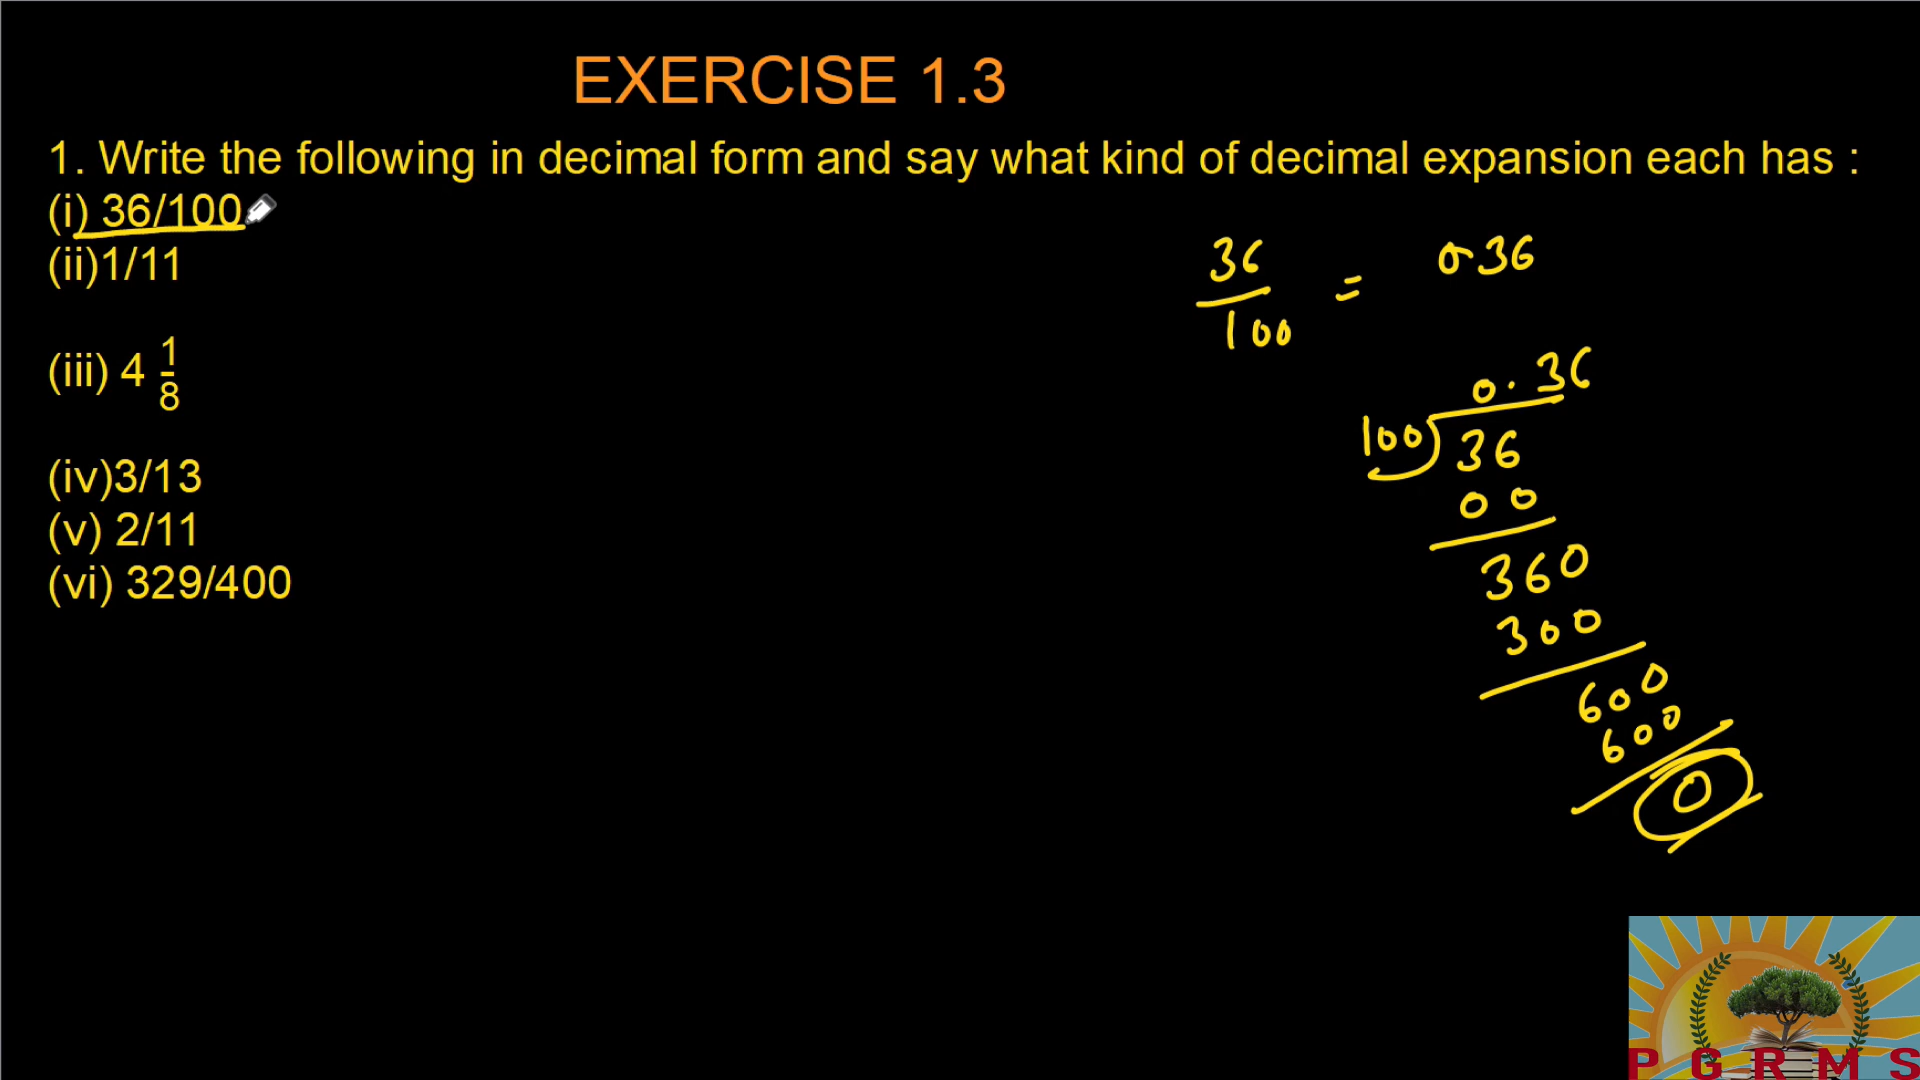 EXERCISE 1.3
1. Write the following in decimal form and say what kind of decimal expansion each has :
(i) 36/100
(ii)1/11
(iii) 4 1/8
(iv)3/13
(v) 2/11
(vi) 329/400
36/100 = 0.36
0.36
100 36
00
360
300
600
600
0
P G R M S